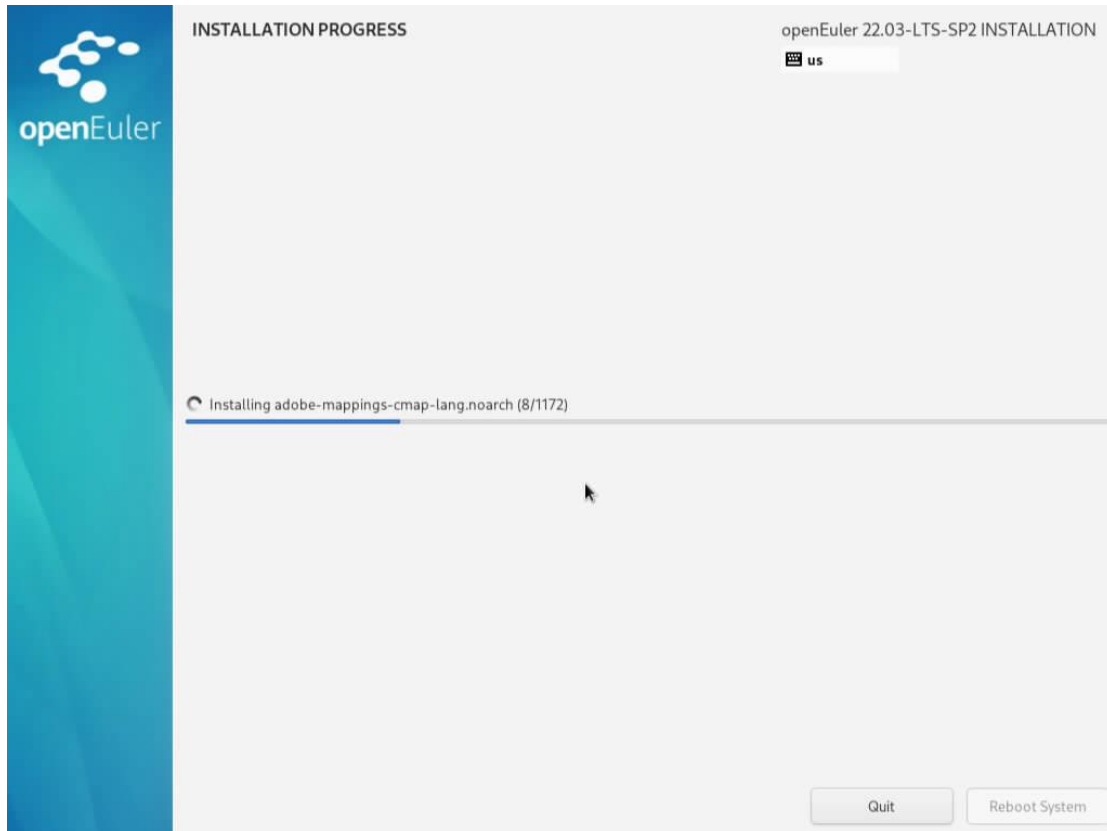 openEuler
INSTALLATION PROGRESS
openEuler 22.03-LTS-SP2 INSTALLATION
us
Installing adobe-mappings-cmap-lang.noarch (8/1172)
Quit
Reboot System